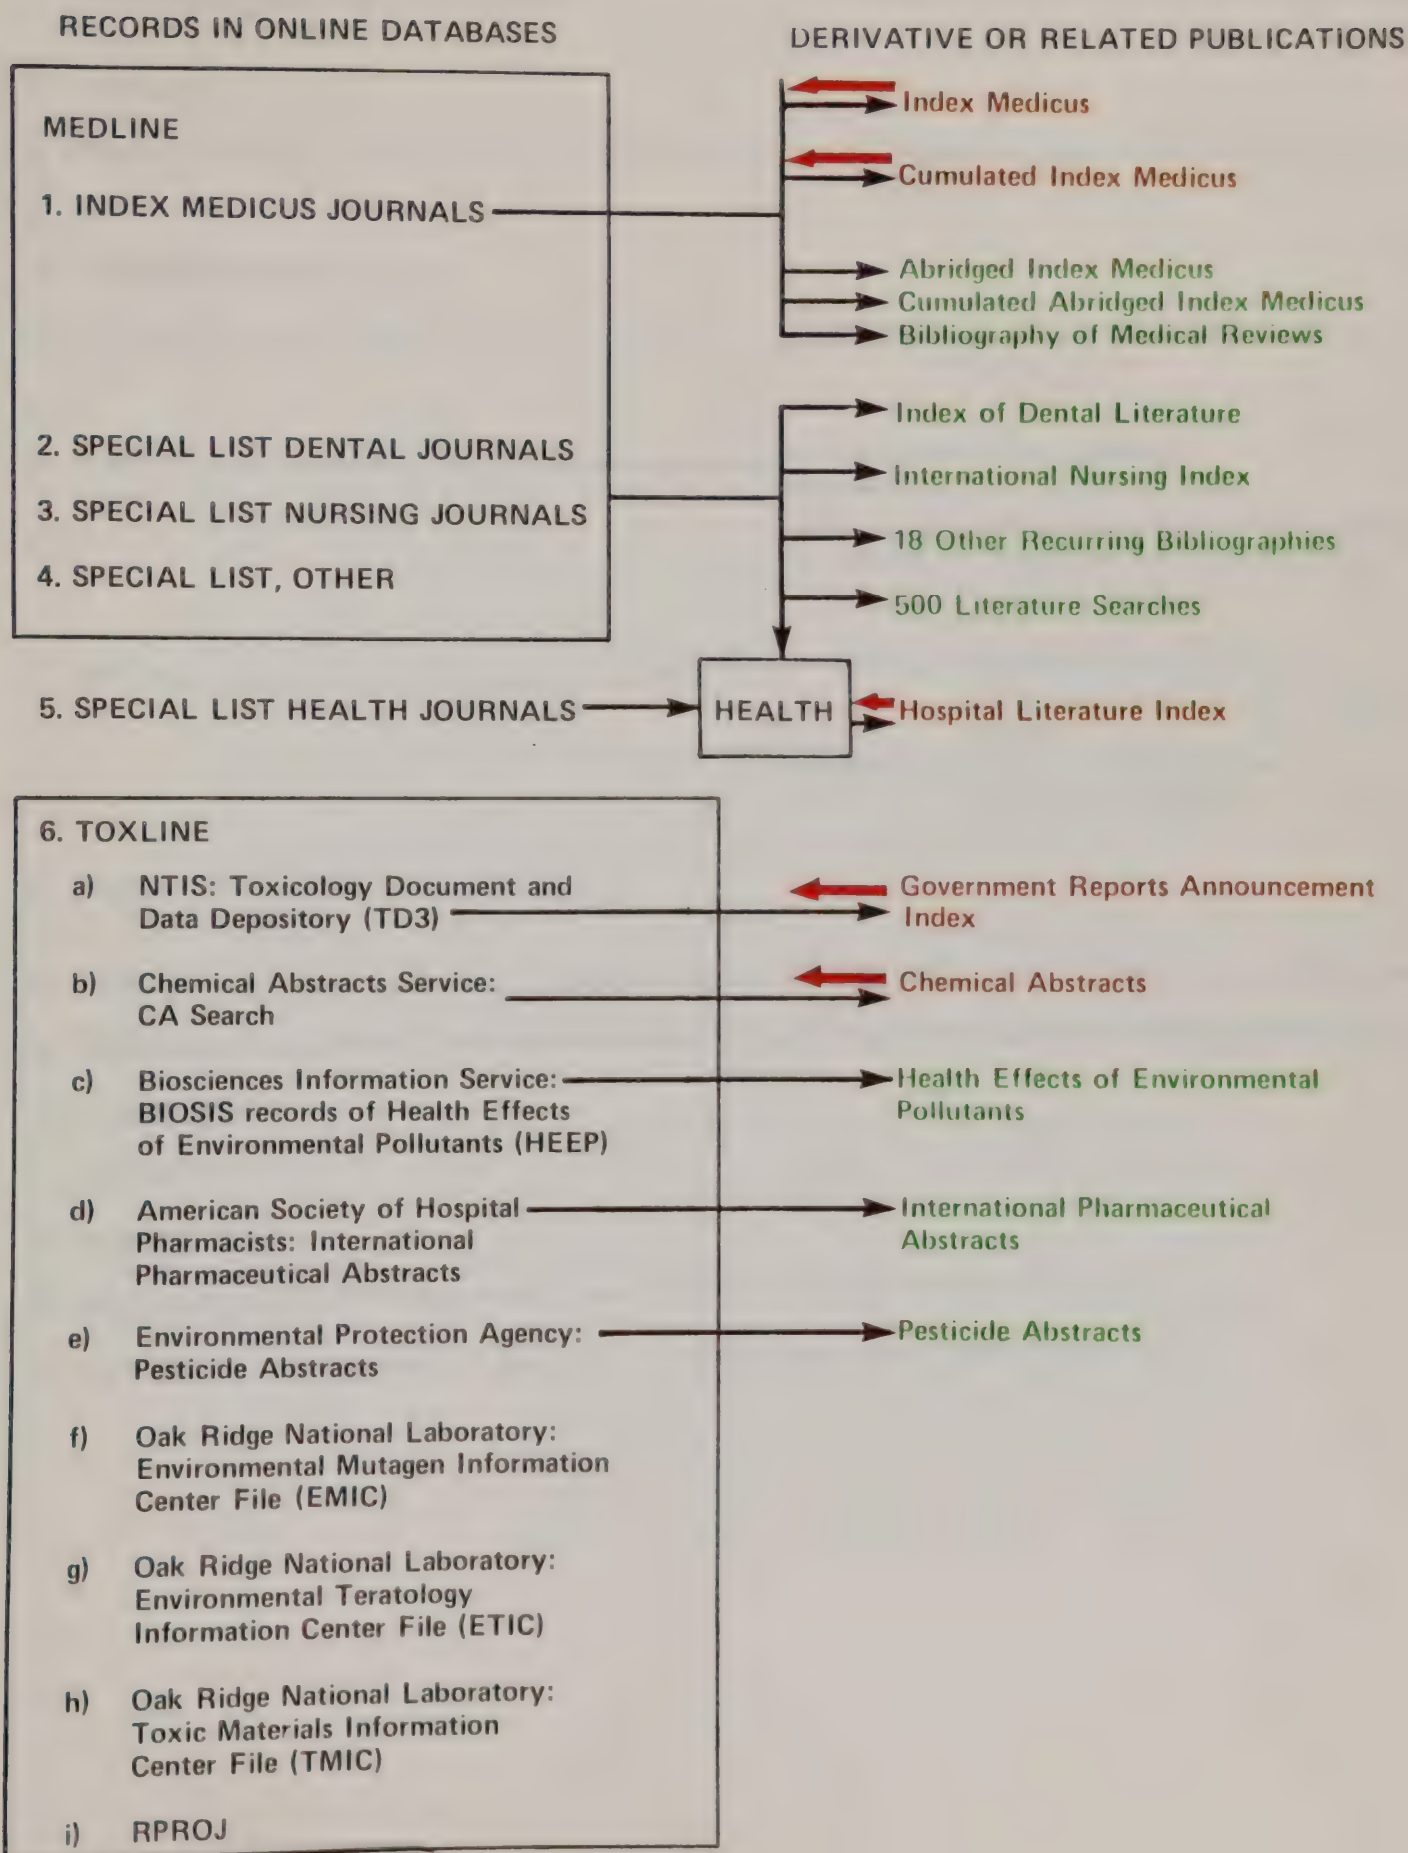 RECORDS IN ONLINE DATABASES
DERIVATIVE OR RELATED PUBLICATIONS
MEDLINE
1. INDEX MEDICUS JOURNALS
Index Medicus
Cumulated Index Medicus
Abridged Index Medicus
Cumulated Abridged Index Medicus
Bibliography of Medical Reviews
2. SPECIAL LIST DENTAL JOURNALS
3. SPECIAL LIST NURSING JOURNALS
4. SPECIAL LIST, OTHER
Index of Dental Literature
International Nursing Index
18 Other Recurring Bibliographies
500 Literature Searches
5. SPECIAL LIST HEALTH JOURNALS
HEALTH
Hospital Literature Index
6. TOXLINE
a) NTIS: Toxicology Document and
Data Depository (TD3)
Government Reports Announcement
Index
b) Chemical Abstracts Service:
CA Search
Chemical Abstracts
c) Biosciences Information Service:
BIOSIS records of Health Effects
of Environmental Pollutants (HEEP)
Health Effects of Environmental
Pollutants
d) American Society of Hospital
Pharmacists: International
Pharmaceutical Abstracts
International Pharmaceutical
Abstracts
e) Environmental Protection Agency:
Pesticide Abstracts
Pesticide Abstracts
f) Oak Ridge National Laboratory:
Environmental Mutagen Information
Center File (EMIC)
g) Oak Ridge National Laboratory:
Environmental Teratology
Information Center File (ETIC)
h) Oak Ridge National Laboratory:
Toxic Materials Information
Center File (TMIC)
i) RPROJ